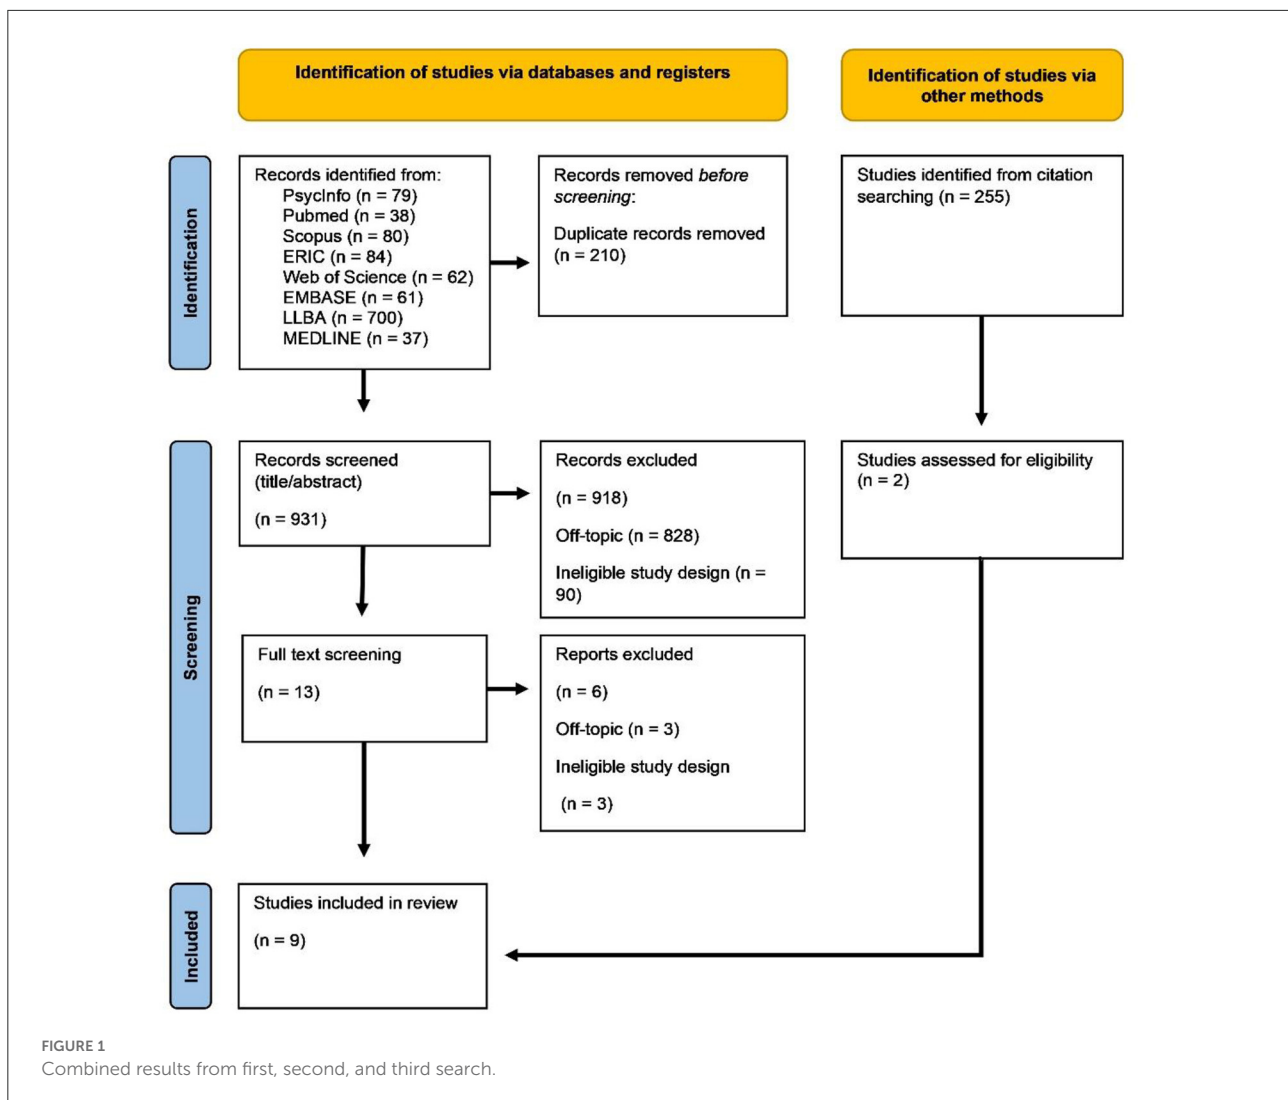 Identification of studies via databases and registers
Identification of studies via
other methods
Identification
Records identified from:
PsycInfo (n = 79)
Pubmed (n = 38)
Scopus (n = 80)
ERIC (n = 84)
Web of Science (n = 62)
EMBASE (n = 61)
LLBA (n = 700)
MEDLINE (n = 37)
Records removed before
screening:
Duplicate records removed
(n = 210)
Studies identified from citation
searching (n = 255)
Screening
Records screened
(title/abstract)
(n = 931)
Records excluded
(n = 918)
Off-topic (n = 828)
Ineligible study design (n =
90)
Studies assessed for eligibility
(n = 2)
Full text screening
(n = 13)
Reports excluded
(n = 6)
Off-topic (n = 3)
Ineligible study design
(n = 3)
Included
Studies included in review
(n = 9)
FIGURE 1
Combined results from first, second, and third search.